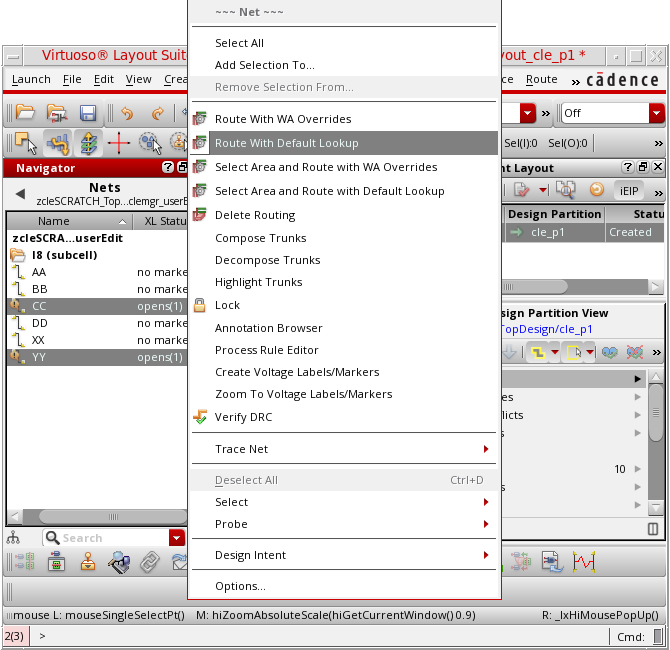 ~~~ Net ~~~
Virtuoso® Layout Suit
yout_cle_p1 *
Launch File Edit View Crea
ce Route » cādence
Select All
Add Selection To...
Remove Selection From...
Route With WA Overrides
Route With Default Lookup
Select Area and Route with WA Overrides
Select Area and Route with Default Lookup
Delete Routing
Compose Trunks
Decompose Trunks
Highlight Trunks
Lock
Annotation Browser
Process Rule Editor
Create Voltage Labels/Markers
Zoom To Voltage Labels/Markers
Verify DRC
Trace Net
Deselect All Ctrl+D
Select
Probe
Design Intent
Options...
» Off
Sel(I):0 Sel(O):0 »
Navigator
Nets
zcleSCRATCH_Top...clemgr_userE
Name XL Statu
zcleSCRA...userEdit
I8 (subcell)
AA no marke
BB no marke
CC opens(1)
DD no marke
XX no marke
YY opens(1)
Search
nt Layout
iEIP »
Design Partition Statu
cle_p1 Created
sign Partition View
TopDesign/cle_p1
»
es
licts
s
10
s
mouse L: mouseSingleSelectPt() M: hiZoomAbsoluteScale(hiGetCurrentWindow() 0.9) R: _lxHiMousePopUp()
2(3) > Cmd: